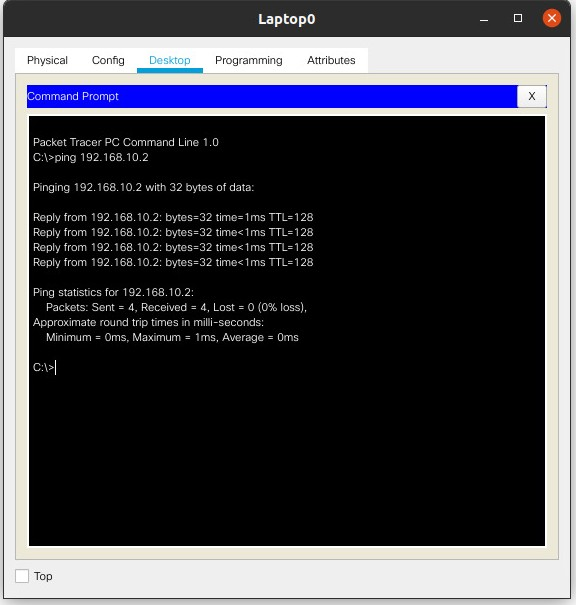 Laptop0
Physical Config Desktop Programming Attributes
Command Prompt X
Packet Tracer PC Command Line 1.0
C:\>ping 192.168.10.2
Pinging 192.168.10.2 with 32 bytes of data:
Reply from 192.168.10.2: bytes=32 time=1ms TTL=128
Reply from 192.168.10.2: bytes=32 time<1ms TTL=128
Reply from 192.168.10.2: bytes=32 time<1ms TTL=128
Reply from 192.168.10.2: bytes=32 time<1ms TTL=128
Ping statistics for 192.168.10.2:
Packets: Sent = 4, Received = 4, Lost = 0 (0% loss),
Approximate round trip times in milli-seconds:
Minimum = 0ms, Maximum = 1ms, Average = 0ms
C:\>
Top